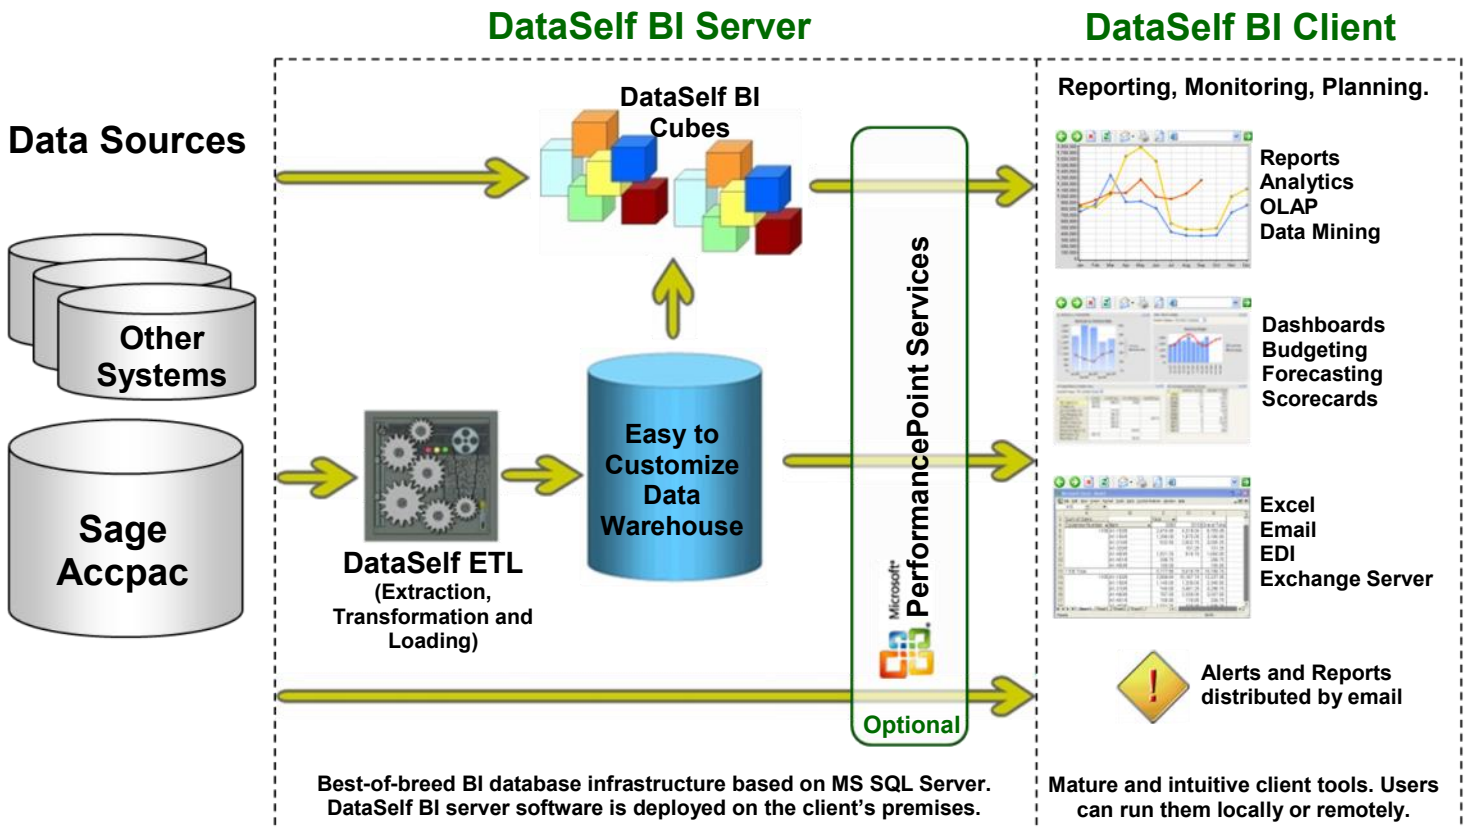 DataSelf BI Server
DataSelf BI Client
Data Sources
Other
Systems
Sage
Accpac
DataSelf BI
Cubes
DataSelf ETL
(Extraction,
Transformation and
Loading)
Easy to
Customize
Data
Warehouse
Microsoft®
PerformancePoint Services
Optional
Best-of-breed BI database infrastructure based on MS SQL Server.
DataSelf BI server software is deployed on the client's premises.
Reporting, Monitoring, Planning.
Reports
Analytics
OLAP
Data Mining
Dashboards
Budgeting
Forecasting
Scorecards
Excel
Email
EDI
Exchange Server
Alerts and Reports
distributed by email
Mature and intuitive client tools. Users
can run them locally or remotely.